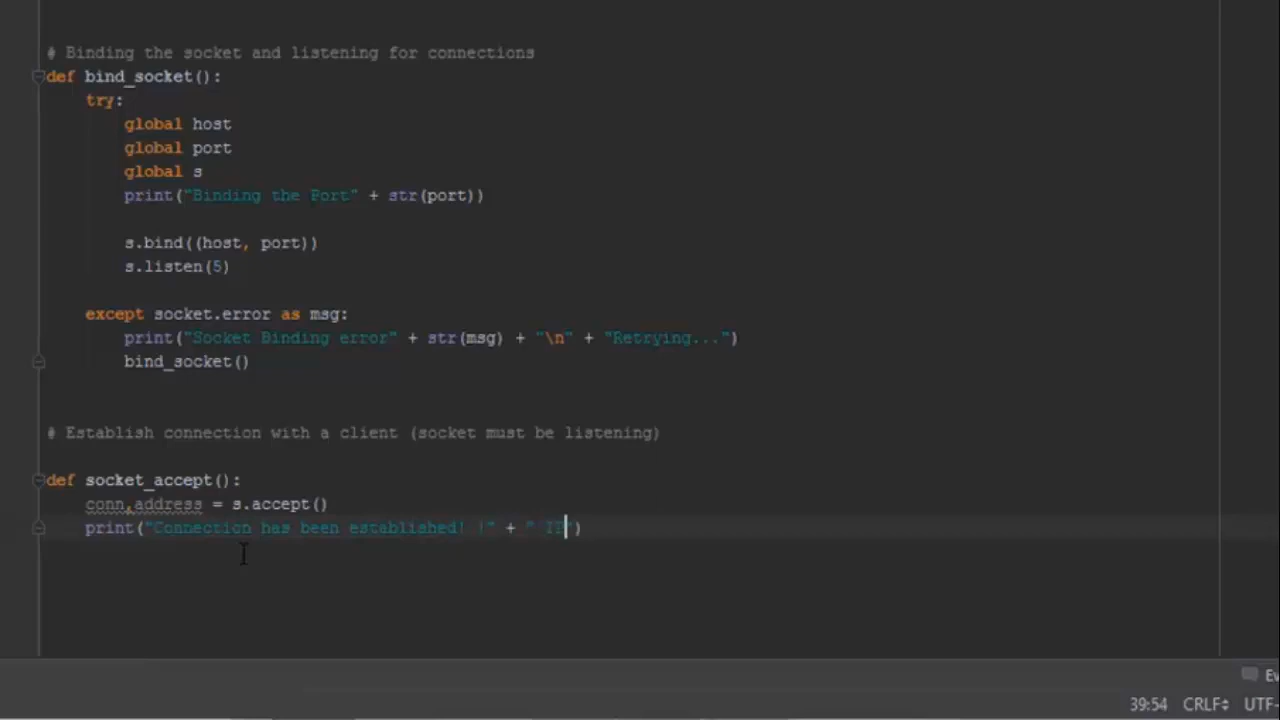 # Binding the socket and listening for connections
def bind_socket():
    try:
        global host
        global port
        global s
        print("Binding the Port" + str(port))

        s.bind((host, port))
        s.listen(5)

    except socket.error as msg:
        print("Socket Binding error" + str(msg) + "\n" + "Retrying...")
        bind_socket()

# Establish connection with a client (socket must be listening)

def socket_accept():
    conn,address = s.accept()
    print("Connection has been established! |" + " IP")
Ev
39:54 CRLF UTF-